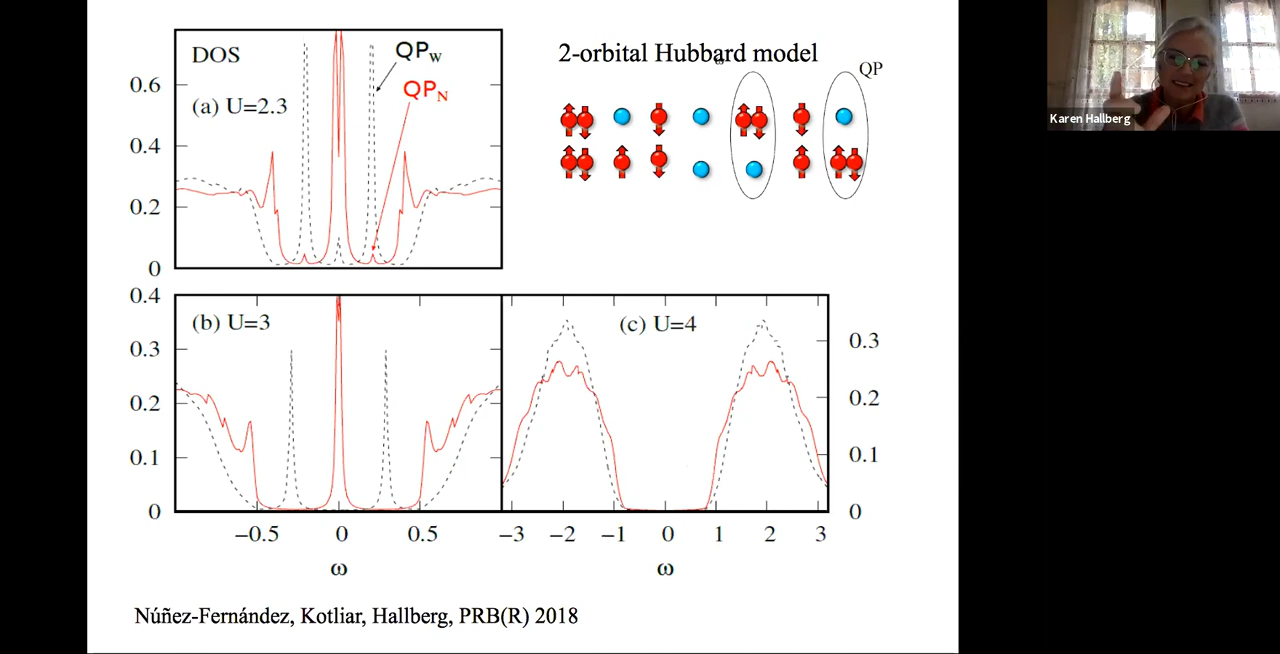 DOS
QPW
QPN
(a) U=2.3
0.6
0.4
0.2
0
2-orbital Hubbard model
QP
Karen Hallberg
0.4
0.3
0.2
0.1
0
(b) U=3
(c) U=4
0.3
0.2
0.1
0
−0.5 0 0.5
−3 −2 −1 0 1 2 3
ω ω
Núñez-Fernández, Kotliar, Hallberg, PRB(R) 2018